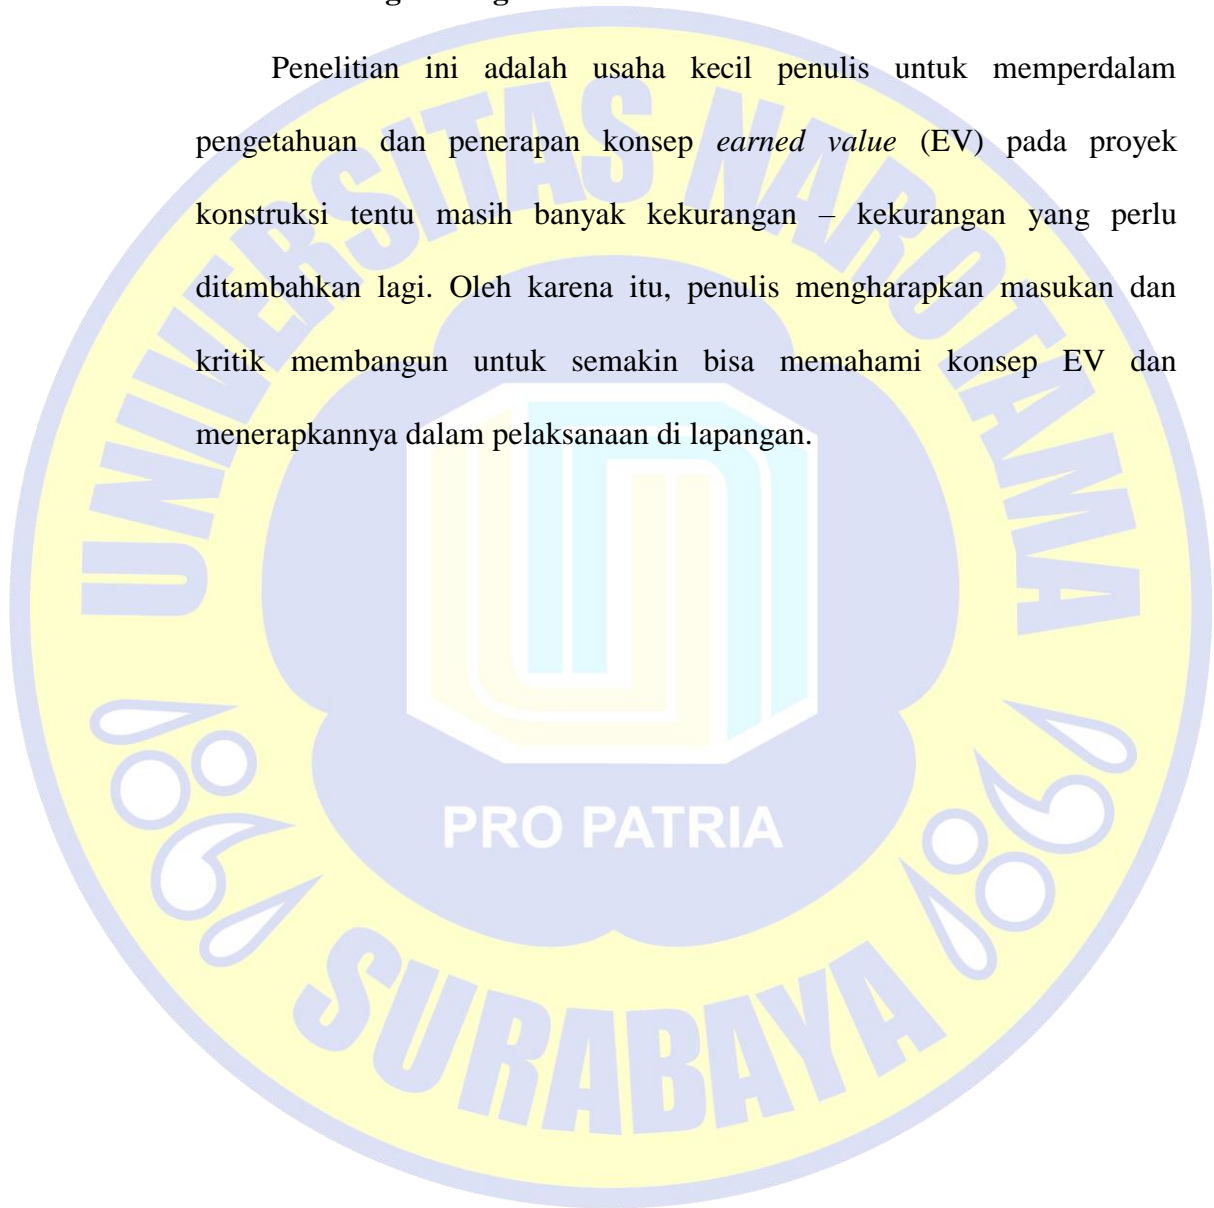 Penelitian ini adalah usaha kecil penulis untuk memperdalam
pengetahuan dan penerapan konsep earned value (EV) pada proyek
konstruksi tentu masih banyak kekurangan – kekurangan yang perlu
ditambahkan lagi. Oleh karena itu, penulis mengharapkan masukan dan
kritik membangun untuk semakin bisa memahami konsep EV dan
menerapkannya dalam pelaksanaan di lapangan.
UNIVERSITAS NAROTAMA
PRO PATRIA
SURABAYA